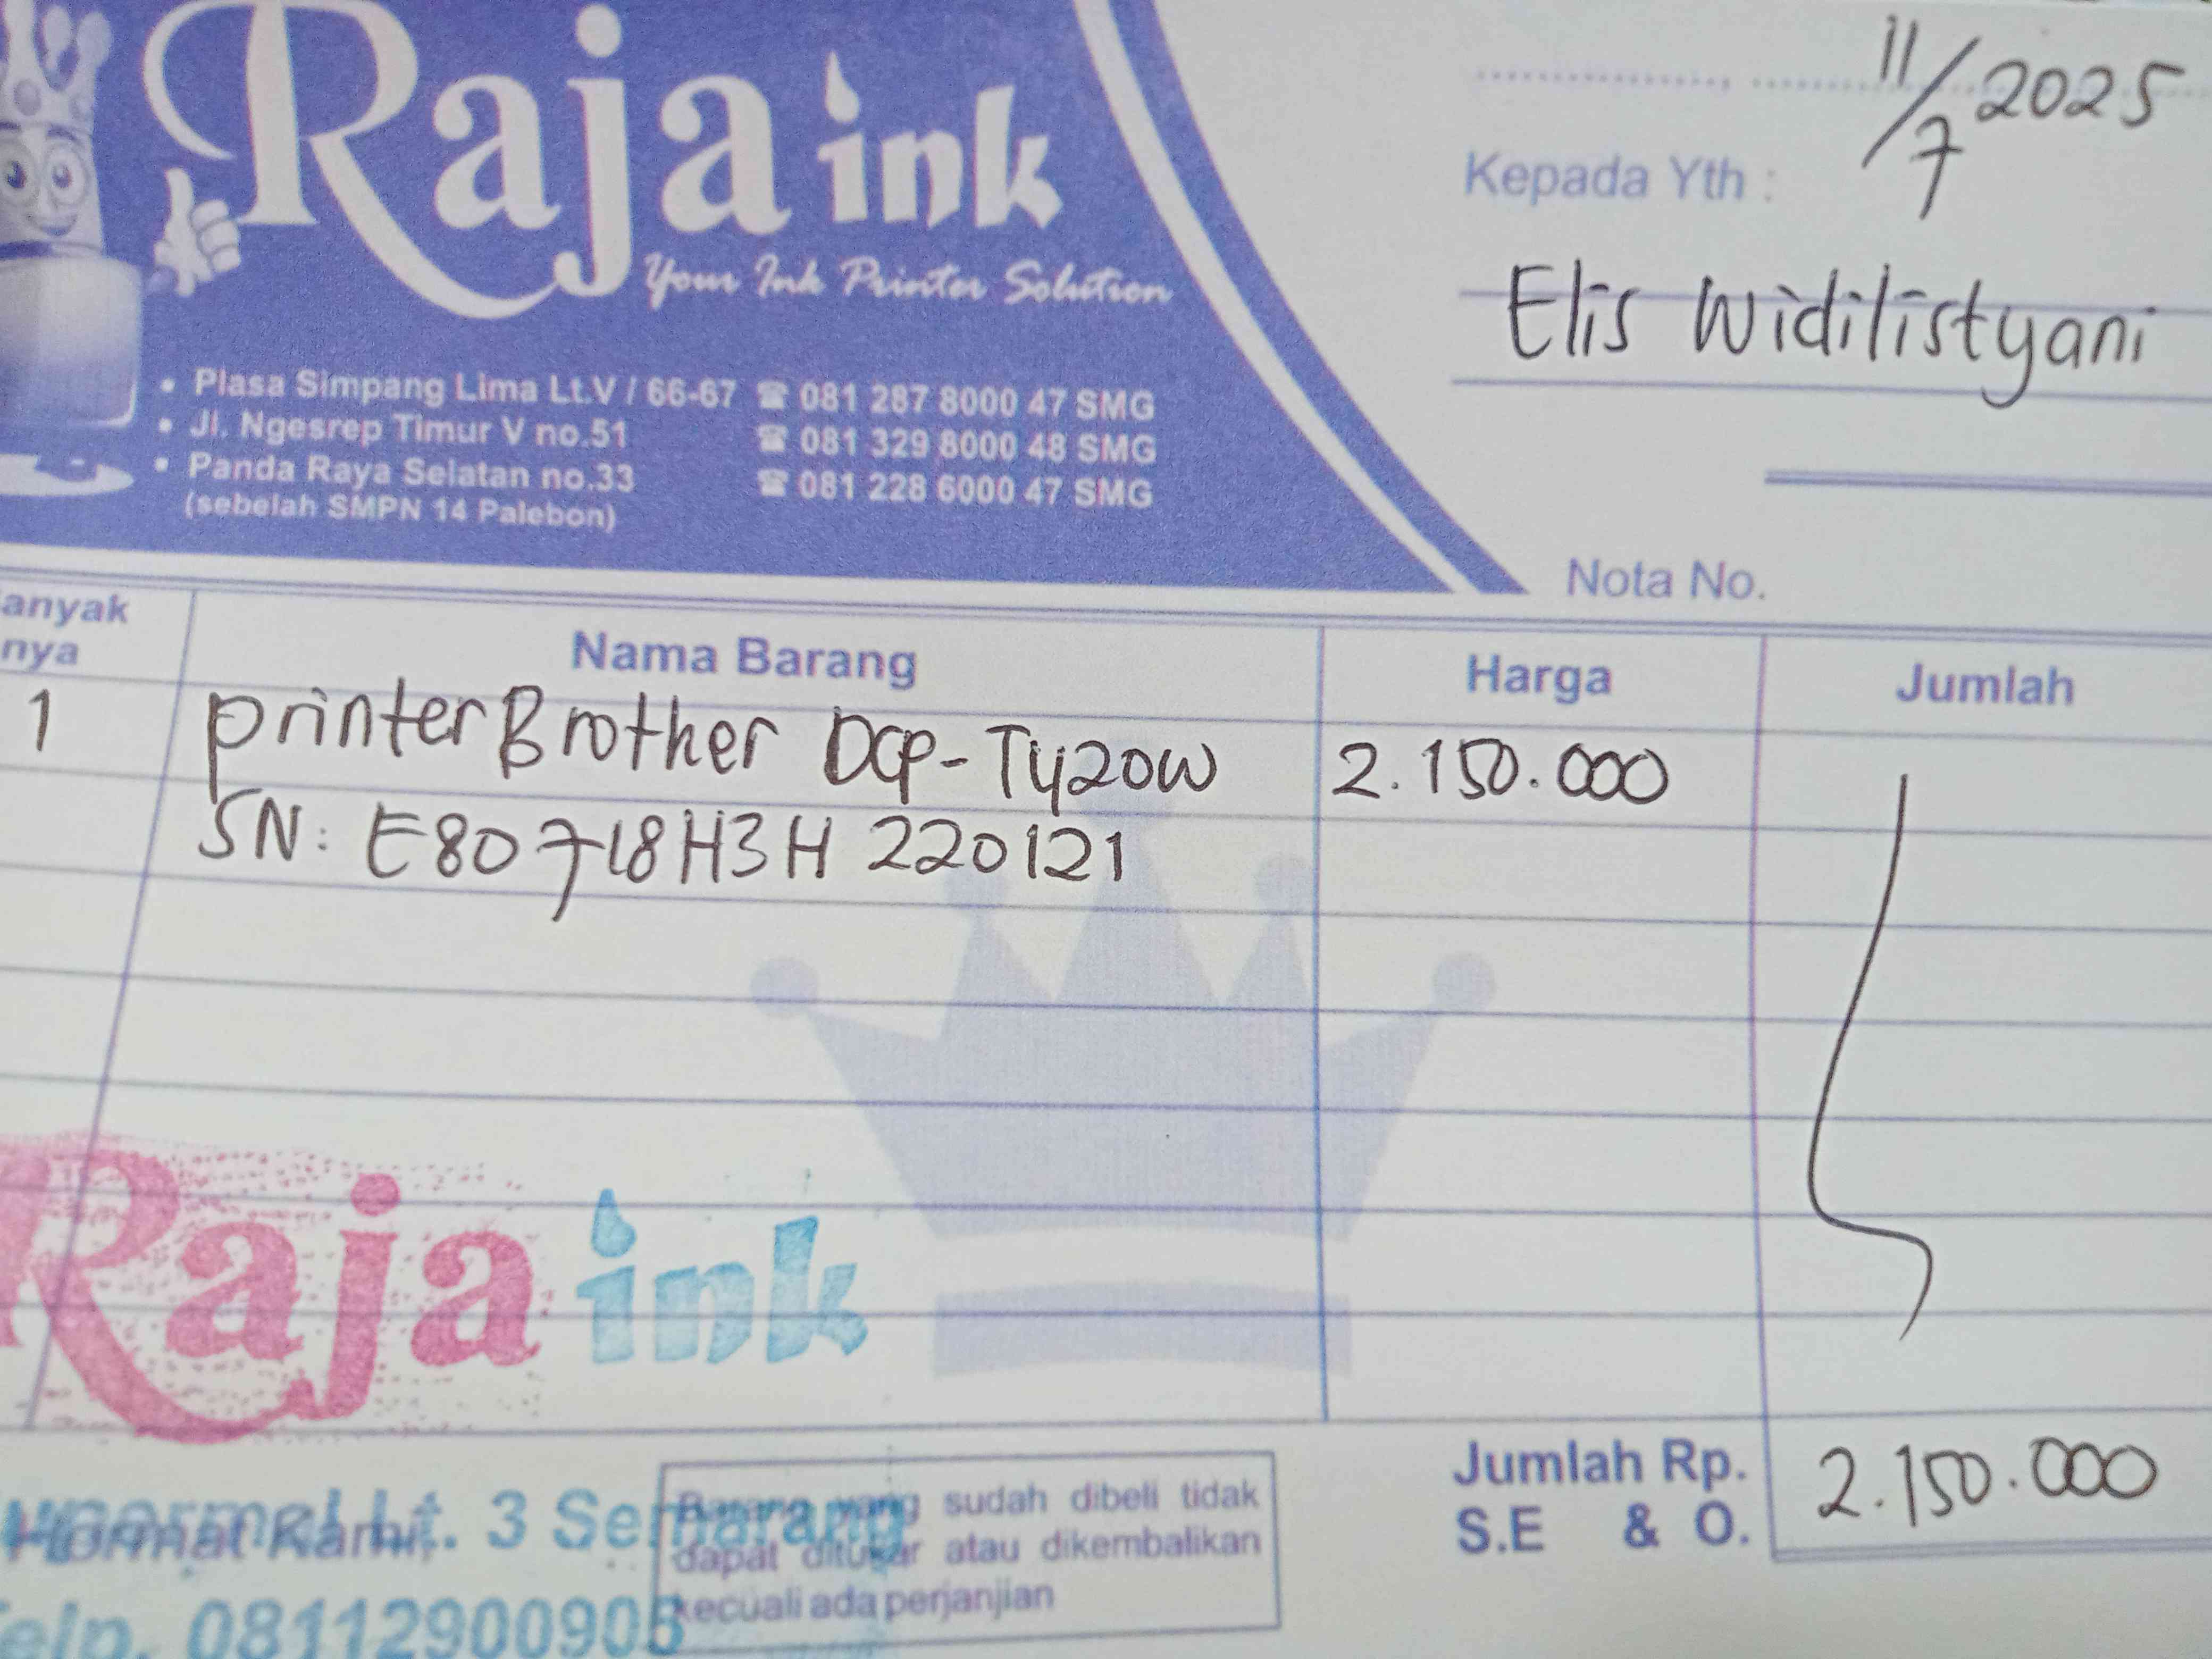 Raja ink
Your Ink Printer Solution
• Plasa Simpang Lima Lt.V / 66-67 ☎ 081 287 8000 47 SMG
• Jl. Ngesrep Timur V no.51 ☎ 081 329 8000 48 SMG
• Panda Raya Selatan no.33 ☎ 081 228 6000 47 SMG
(sebelah SMPN 14 Palebon)
11/7 2025
Kepada Yth :
Elis Widilistyani
Nota No.
anyak
nya
Nama Barang
Harga
Jumlah
1 printer Brother DCP-T420W 2.150.000
SN: E80718H3H220121
Raja ink
Lt. 3 Semarang
elp. 08112900905
Hormat Kami,
Barang yang sudah dibeli tidak
dapat ditukar atau dikembalikan
kecuali ada perjanjian
Jumlah Rp. 2.150.000
S.E & O.